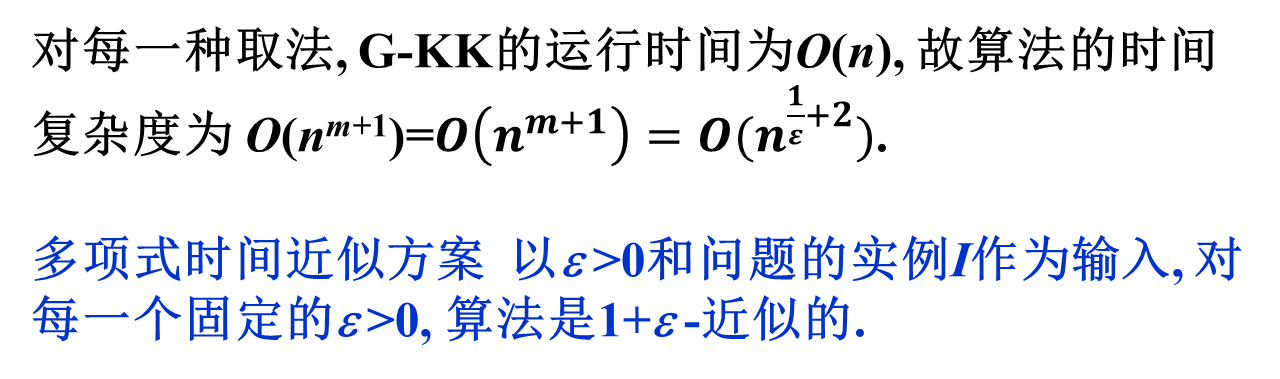 对每一种取法, G-KK的运行时间为O(n), 故算法的时间
复杂度为 O(n^{m+1})=O(n^{m+1}) = O(n^{\frac{1}{ε}+2}).
多项式时间近似方案 以ε>0和问题的实例I作为输入, 对
每一个固定的ε>0, 算法是1+ε-近似的.